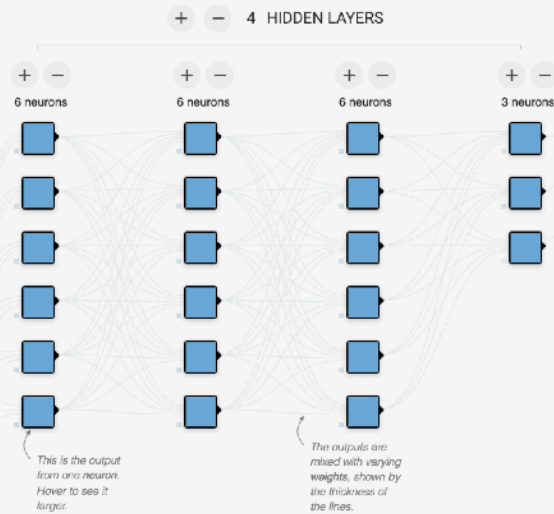 + − 4 HIDDEN LAYERS
+ − + − + − + −
6 neurons 6 neurons 6 neurons 3 neurons
This is the output
from one neuron.
Hover to see it
larger.
The outputs are
mixed with varying
weights, shown by
the thickness of
the lines.